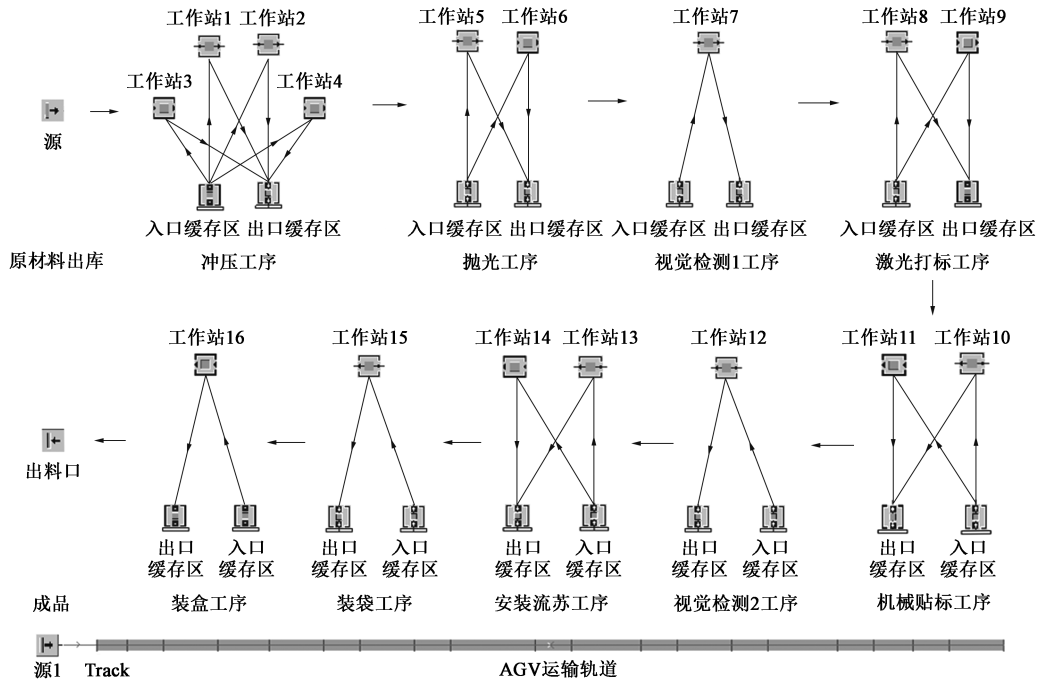 工作站1 工作站2 工作站5 工作站6 工作站7 工作站8 工作站9
工作站3 工作站4
源
入口缓存区 出口缓存区 入口缓存区 出口缓存区 入口缓存区 出口缓存区 入口缓存区 出口缓存区
原材料出库 冲压工序 抛光工序 视觉检测1工序 激光打标工序
工作站16 工作站15 工作站14 工作站13 工作站12 工作站11 工作站10
出料口
出口 入口 出口 入口 出口 入口 出口 入口 出口 入口
缓存区 缓存区 缓存区 缓存区 缓存区 缓存区 缓存区 缓存区 缓存区 缓存区
成品 装盒工序 装袋工序 安装流苏工序 视觉检测2工序 机械贴标工序
源1 Track AGV运输轨道